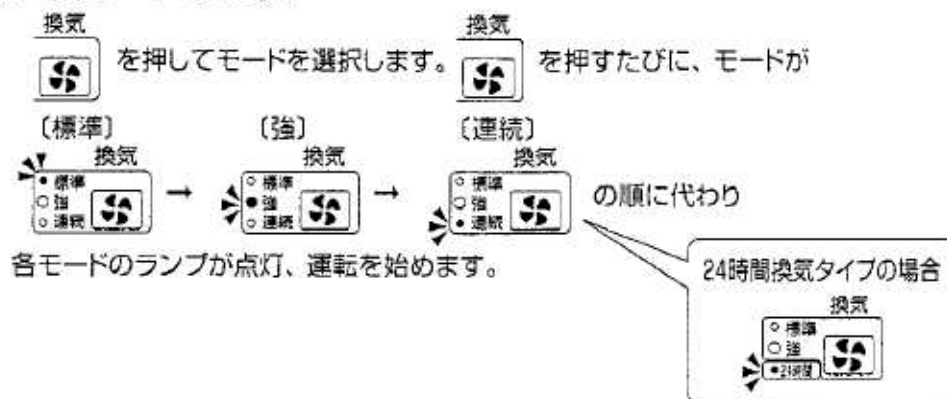 換気 換気
を押してモードを選択します。 を押すたびに、モードが
〔標準〕 〔強〕 〔連続〕
換気 換気 換気
標準 標準 標準
強 強 強 の順に代わり
連続 連続 連続
各モードのランプが点灯、運転を始めます。
24時間換気タイプの場合
換気
標準
強
24時間